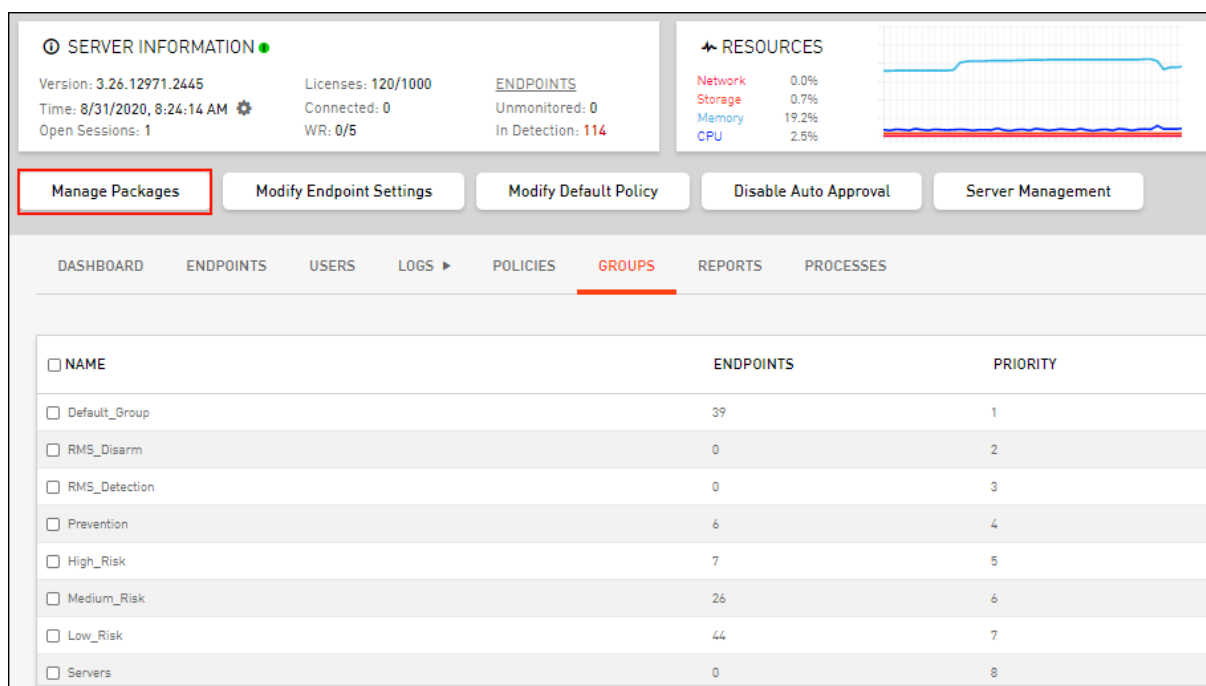 SERVER INFORMATION
Version: 3.26.12971.2445
Time: 8/31/2020, 8:24:14 AM
Open Sessions: 1
Licenses: 120/1000
Connected: 0
WR: 0/5
ENDPOINTS
Unmonitored: 0
In Detection: 114
RESOURCES
Network 0.0%
Storage 0.7%
Memory 19.2%
CPU 2.5%
Manage Packages
Modify Endpoint Settings
Modify Default Policy
Disable Auto Approval
Server Management
DASHBOARD ENDPOINTS USERS LOGS ▶ POLICIES GROUPS REPORTS PROCESSES
NAME ENDPOINTS PRIORITY
Default_Group 39 1
RMS_Disarm 0 2
RMS_Detection 0 3
Prevention 6 4
High_Risk 7 5
Medium_Risk 26 6
Low_Risk 44 7
Servers 0 8